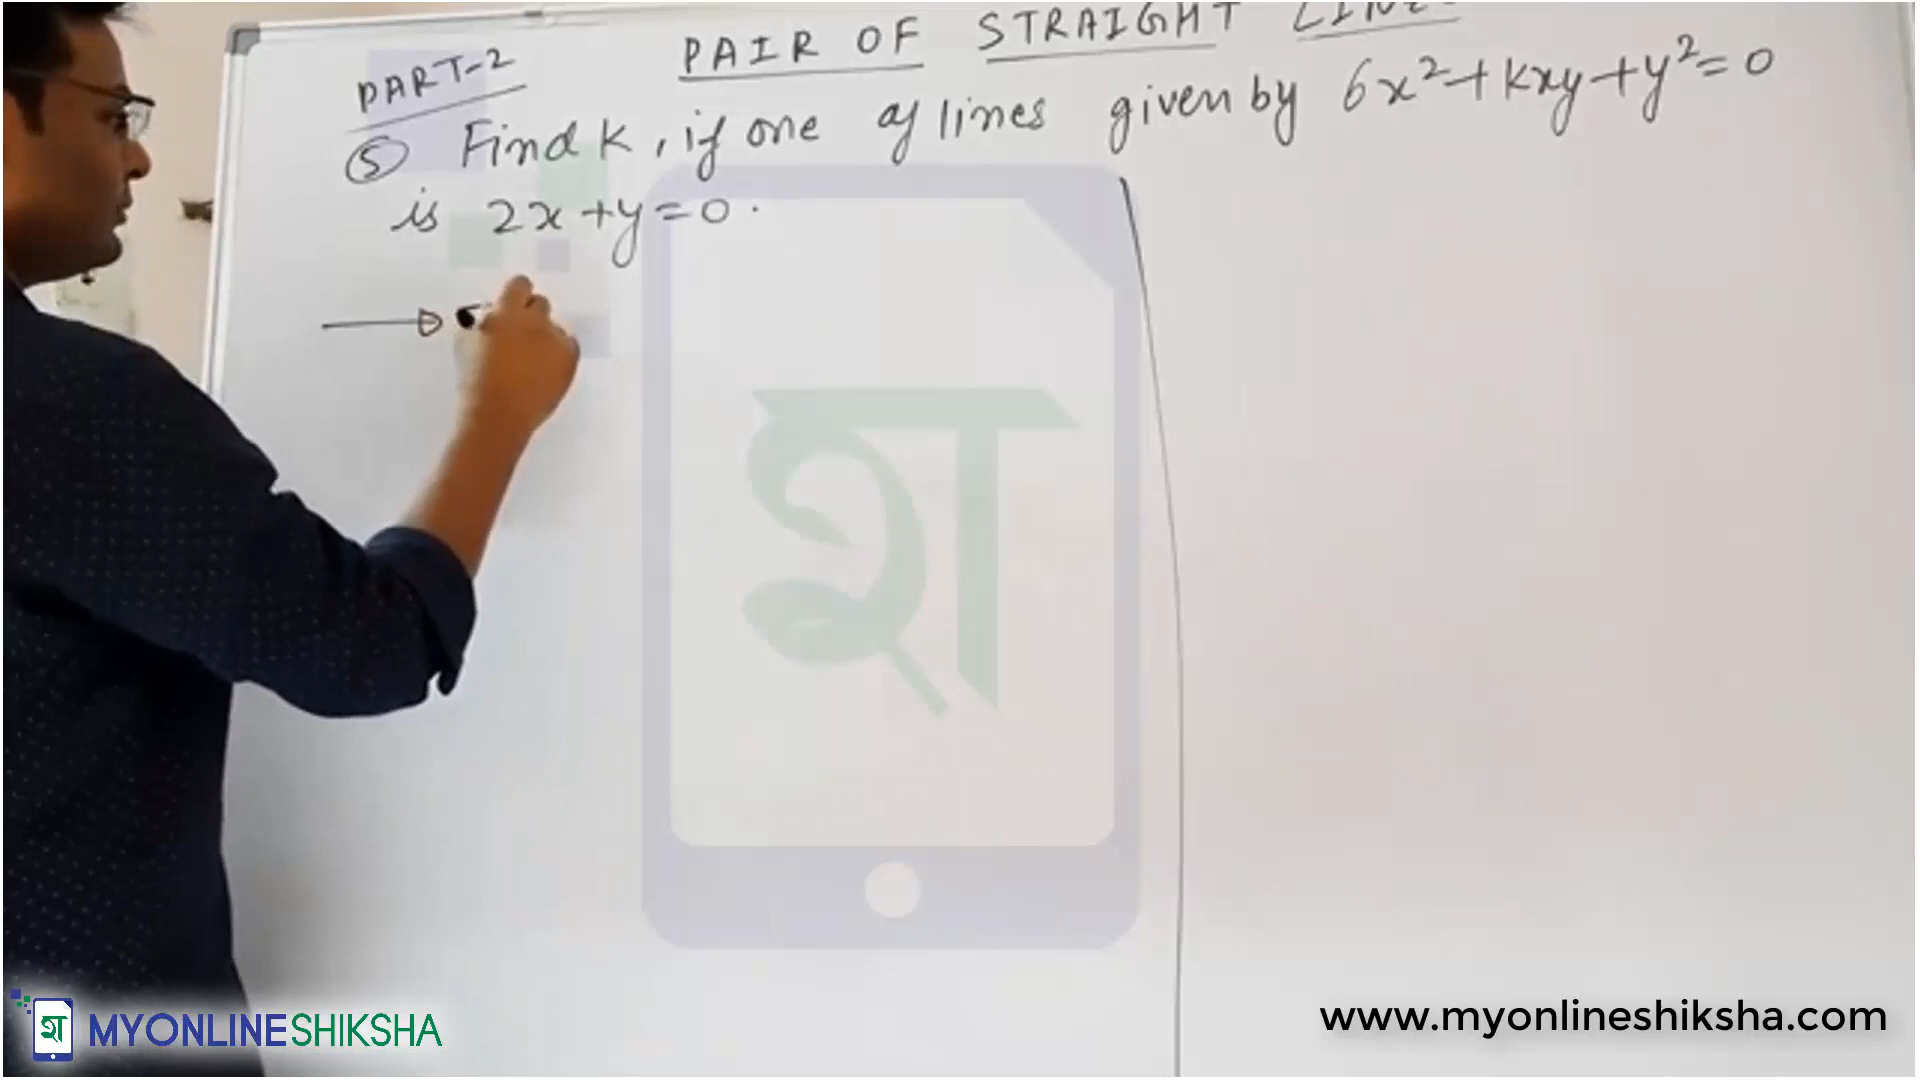 PART-2
PAIR OF STRAIGHT LINE
⑤ Find k, if one of lines given by 6x²+kxy+y²=0
is 2x+y=0.
श
श MYONLINESHIKSHA
www.myonlineshiksha.com